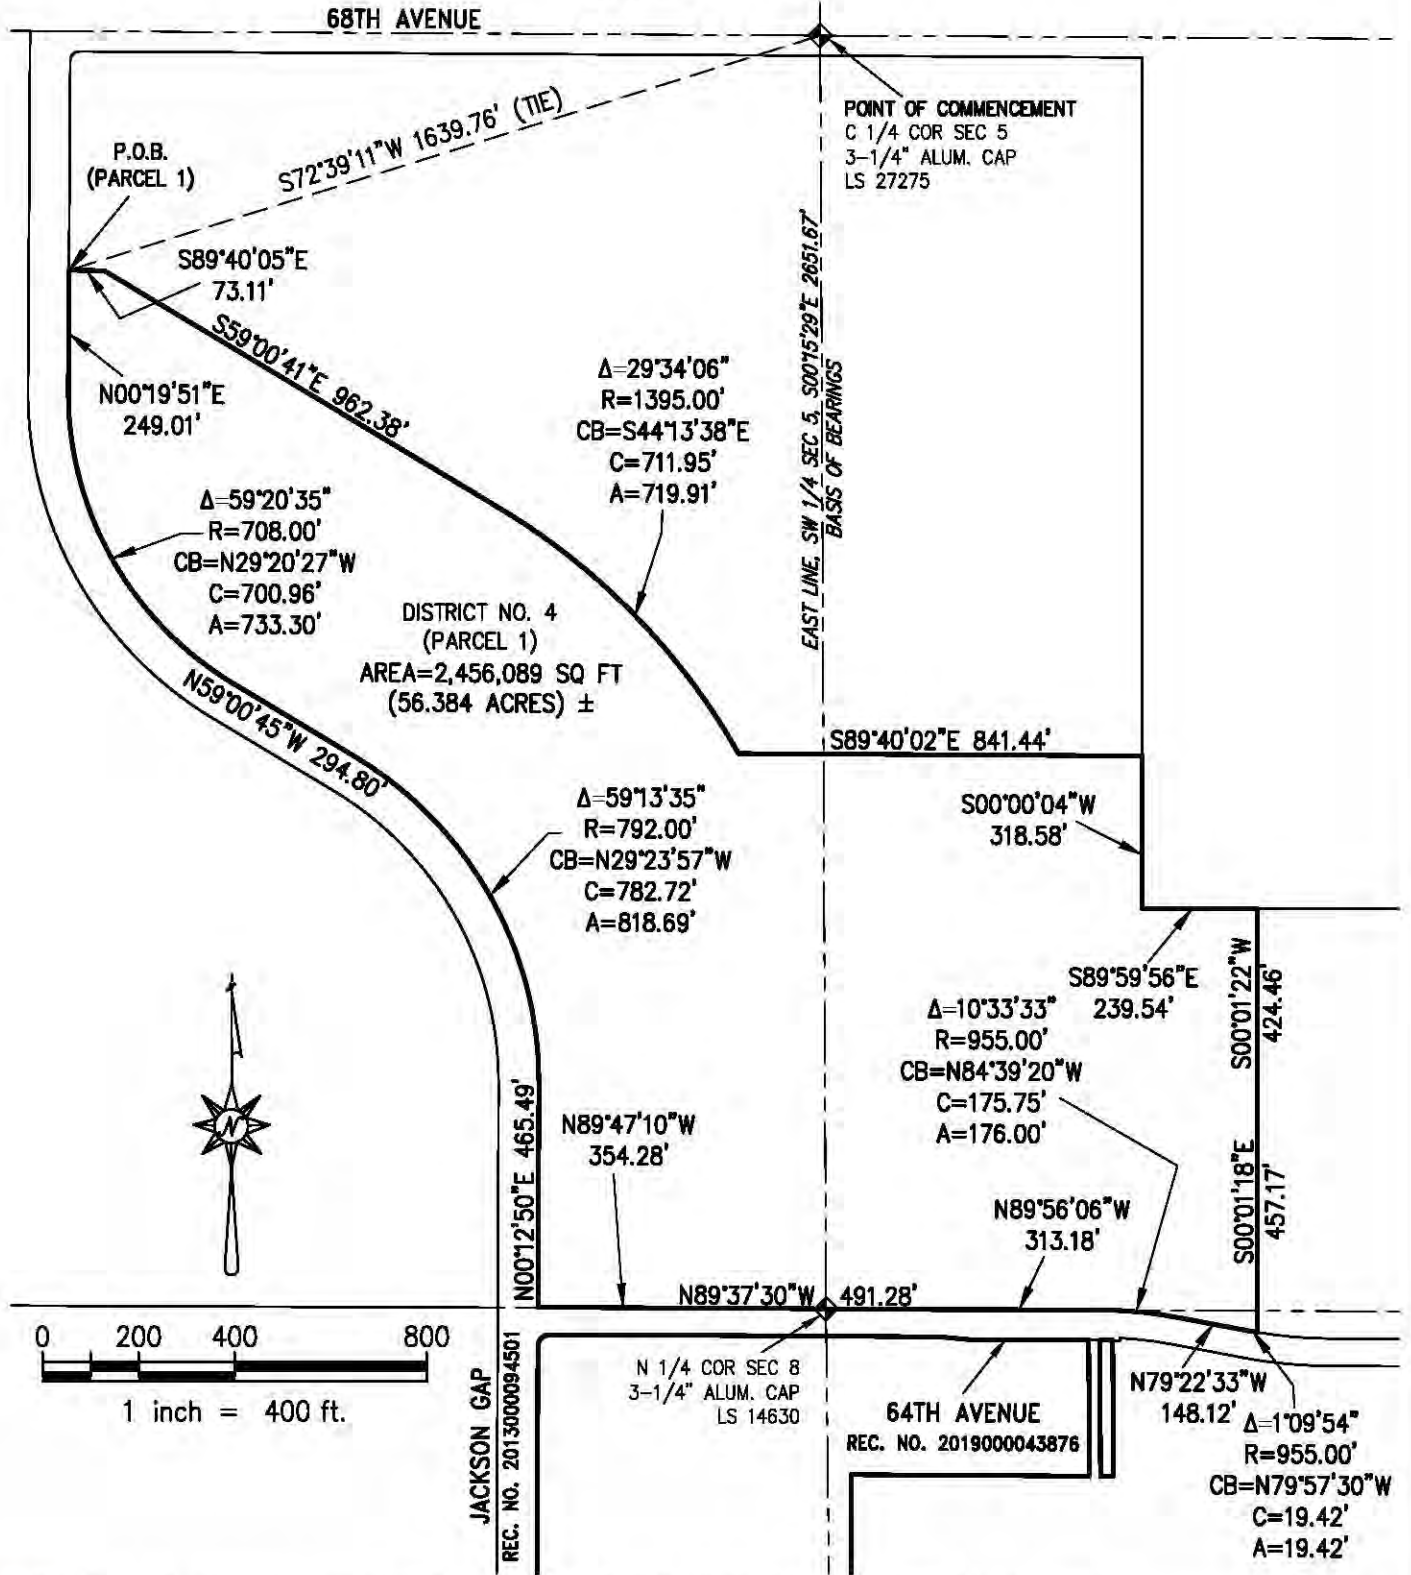 68TH AVENUE
POINT OF COMMENCEMENT
C 1/4 COR SEC 5
3-1/4" ALUM. CAP
LS 27275
S72°39'11"W 1639.76' (TIE)
P.O.B.
(PARCEL 1)
S89°40'05"E
73.11'
S59°00'41"E 962.38'
N00°19'51"E
249.01'
Δ=29°34'06"
R=1395.00'
CB=S44°13'38"E
C=711.95'
A=719.91'
EAST LINE, SW 1/4 SEC 5, S00°15'29"E 2651.67'
BASIS OF BEARINGS
Δ=59°20'35"
R=708.00'
CB=N29°20'27"W
C=700.96'
A=733.30'
DISTRICT NO. 4
(PARCEL 1)
AREA=2,456,089 SQ FT
(56.384 ACRES) ±
N59°00'45"W 294.80'
S89°40'02"E 841.44'
Δ=59°13'35"
R=792.00'
CB=N29°23'57"W
C=782.72'
A=818.69'
S00°00'04"W
318.58'
S89°59'56"E
239.54'
S00°01'22"W
424.46'
Δ=10°33'33"
R=955.00'
CB=N84°39'20"W
C=175.75'
A=176.00'
N
N00°12'50"E 465.49'
N89°47'10"W
354.28'
S00°01'18"E
457.17'
N89°56'06"W
313.18'
N89°37'30"W 491.28'
0 200 400 800
1 inch = 400 ft.
JACKSON GAP
REC. NO. 2013000094501
N 1/4 COR SEC 8
3-1/4" ALUM. CAP
LS 14630
64TH AVENUE
REC. NO. 2019000043876
N79°22'33"W
148.12'
Δ=1°09'54"
R=955.00'
CB=N79°57'30"W
C=19.42'
A=19.42'